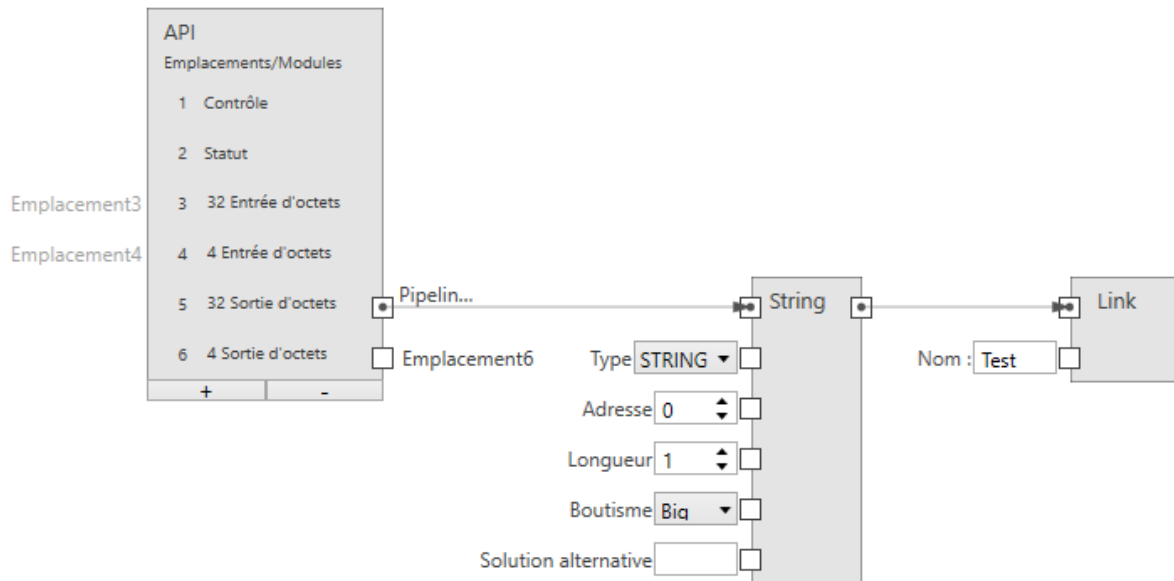 API
Emplacements/Modules
1 Contrôle
2 Statut
Emplacement3 3 32 Entrée d'octets
Emplacement4 4 4 Entrée d'octets
5 32 Sortie d'octets Pipelin... String Link
6 4 Sortie d'octets Emplacement6 Type STRING Nom : Test
+ -
Adresse 0
Longueur 1
Boutisme Big
Solution alternative